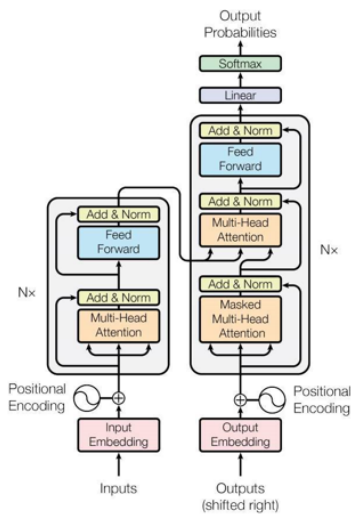 Output
Probabilities
Softmax
Linear
Add & Norm
Feed
Forward
Add & Norm
Multi-Head
Attention
Add & Norm
Masked
Multi-Head
Attention
Nx
Add & Norm
Feed
Forward
Add & Norm
Multi-Head
Attention
Nx
Positional
Encoding
Positional
Encoding
Input
Embedding
Output
Embedding
Inputs
Outputs
(shifted right)